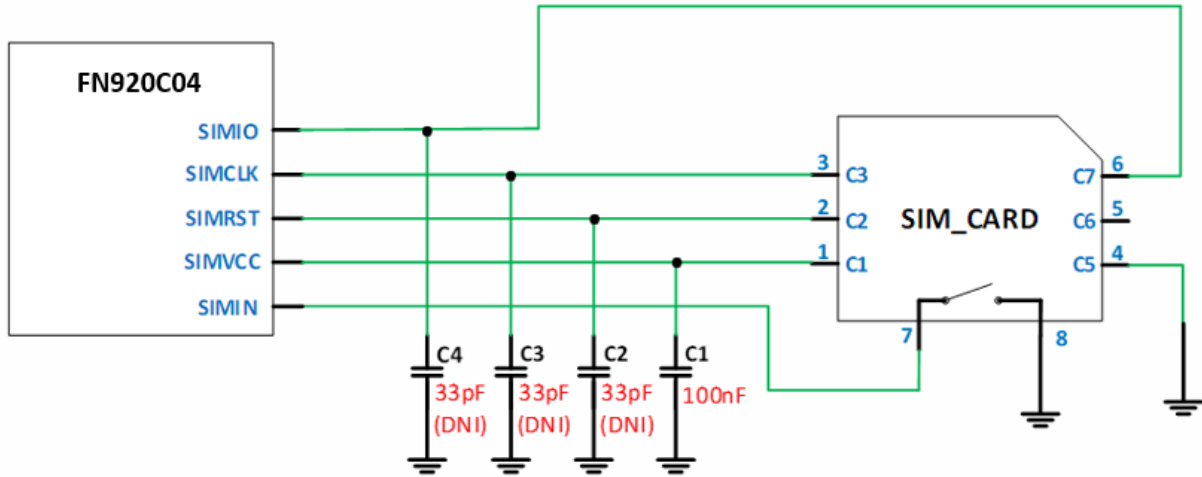 FN920C04
SIMIO
SIMCLK
SIMRST
SIMVCC
SIMIN
C4
33pF
(DNI)
C3
33pF
(DNI)
C2
33pF
(DNI)
C1
100nF
SIM_CARD
3
C3
2
C2
1
C1
C7
6
C6
5
C5
4
7
8